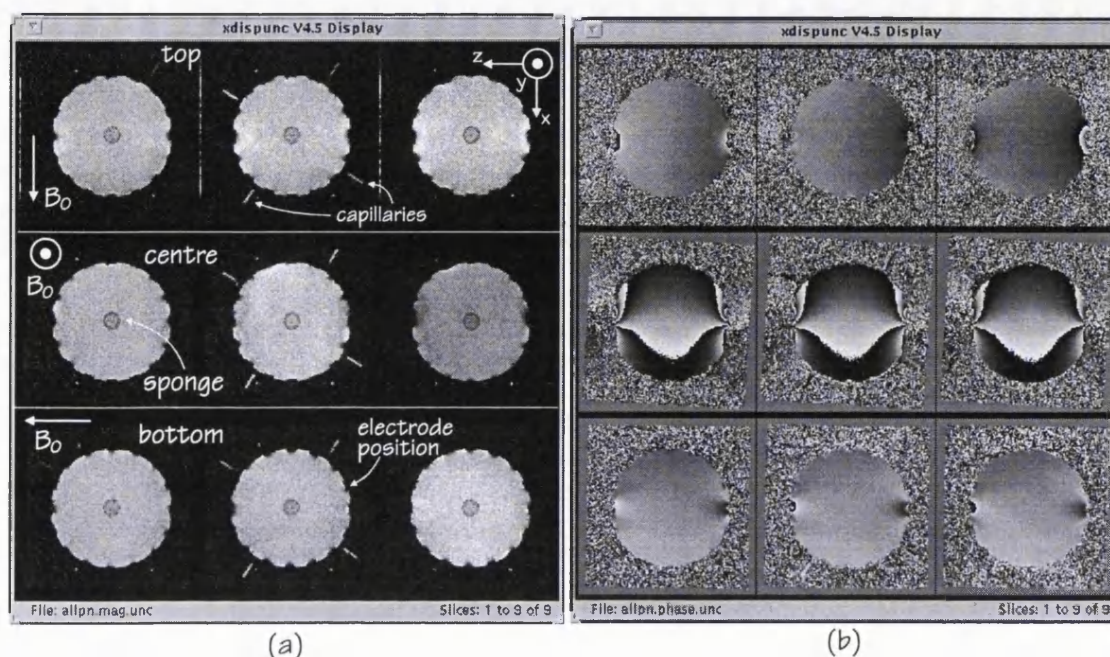 xdispunc V4.5 Display
top
z
y
x
B₀
capillaries
centre
B₀
sponge
bottom
B₀
electrode
position
File: allpn.mag.unc Slices: 1 to 9 of 9
(a)
xdispunc V4.5 Display
File: allpn.phase.unc Slices: 1 to 9 of 9
(b)